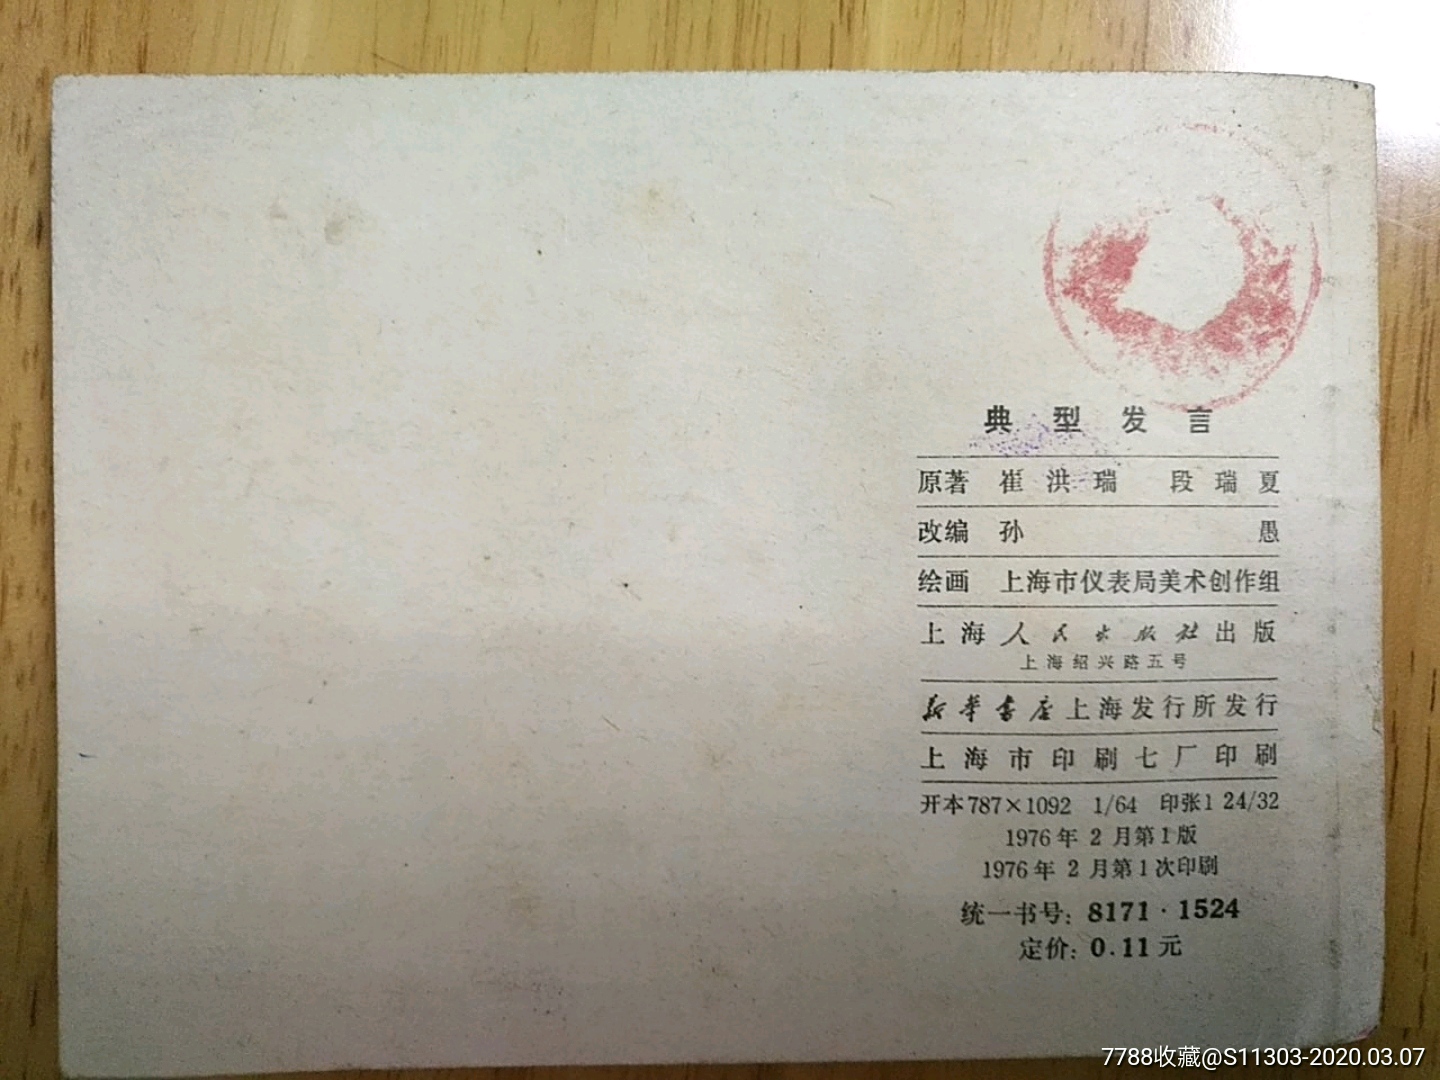 典型发言
原著 崔洪瑞 段瑞夏
改编 孙愚
绘画 上海市仪表局美术创作组
上海人民出版社出版
上海绍兴路五号
新华书店上海发行所发行
上海市印刷七厂印刷
开本787×1092 1/64 印张1 24/32
1976年2月第1版
1976年2月第1次印刷
统一书号：8171·1524
定价：0.11元
7788收藏@S11303-2020.03.07